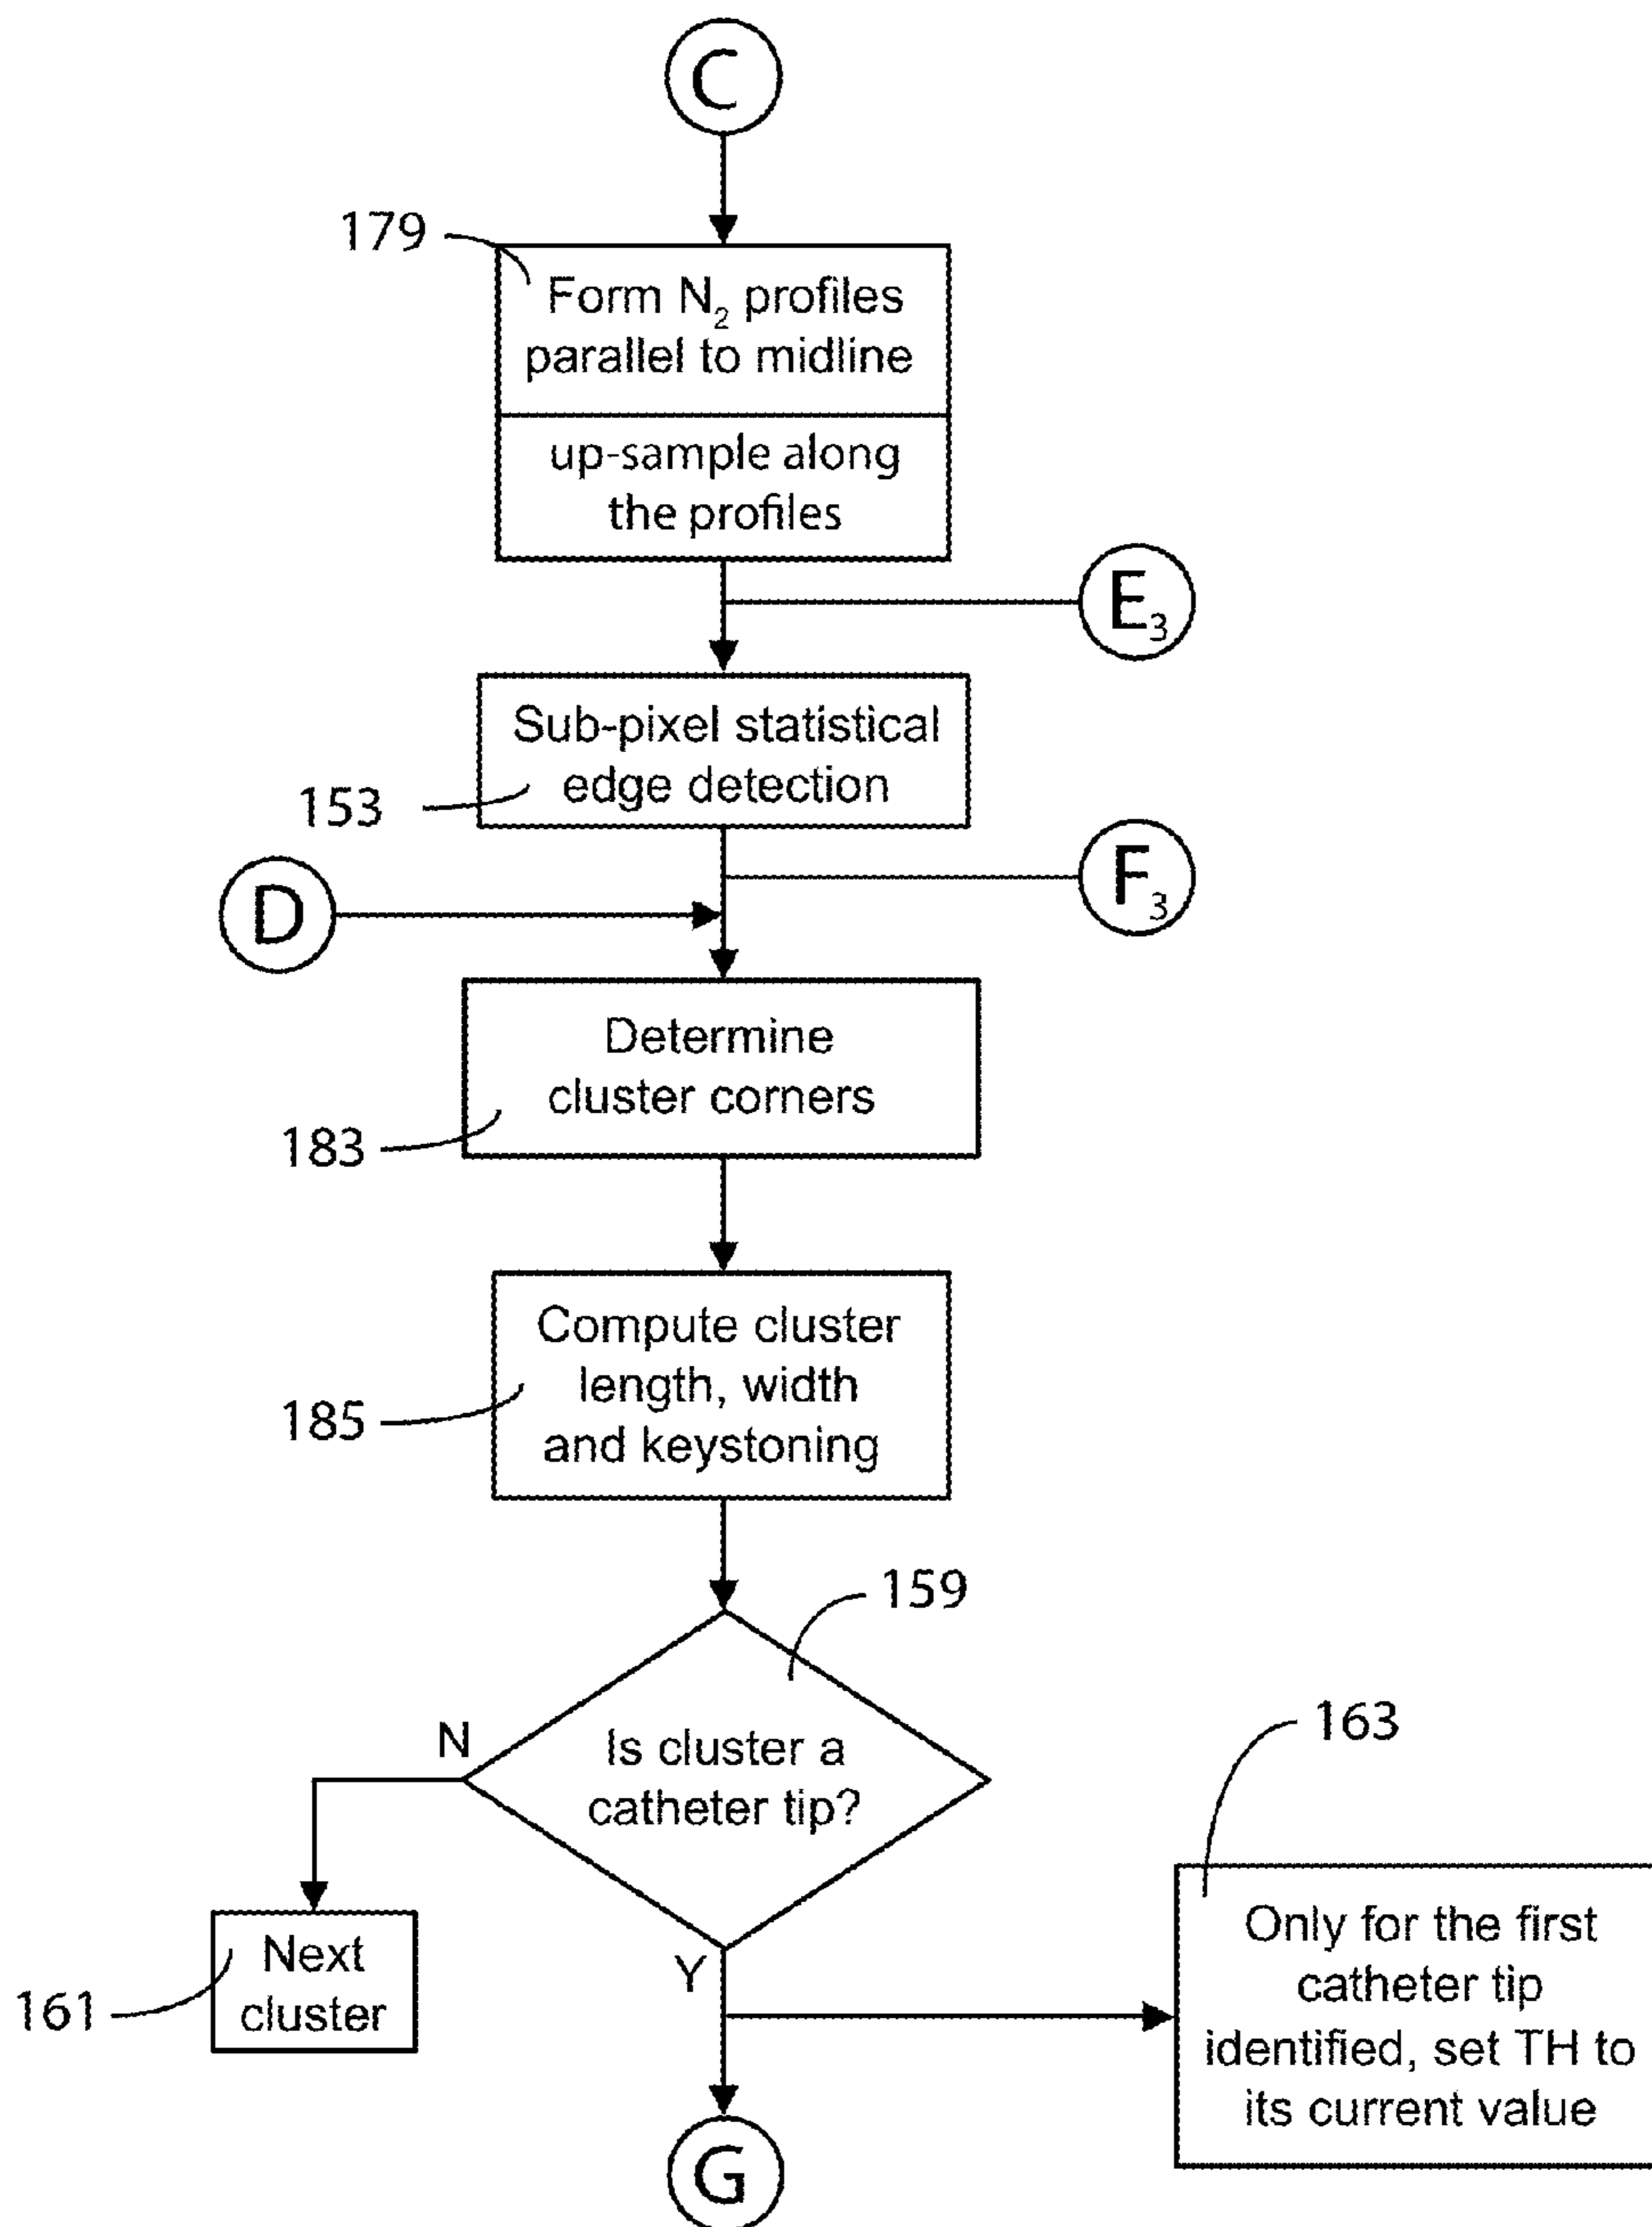 C
179
Form N₂ profiles
parallel to midline
up-sample along
the profiles
E₃
Sub-pixel statistical
edge detection
153
F₃
D
Determine
cluster corners
183
Compute cluster
length, width
and keystoning
185
159
Is cluster a
catheter tip?
N
Y
163
Only for the first
catheter tip
identified, set TH to
its current value
Next
cluster
161
G